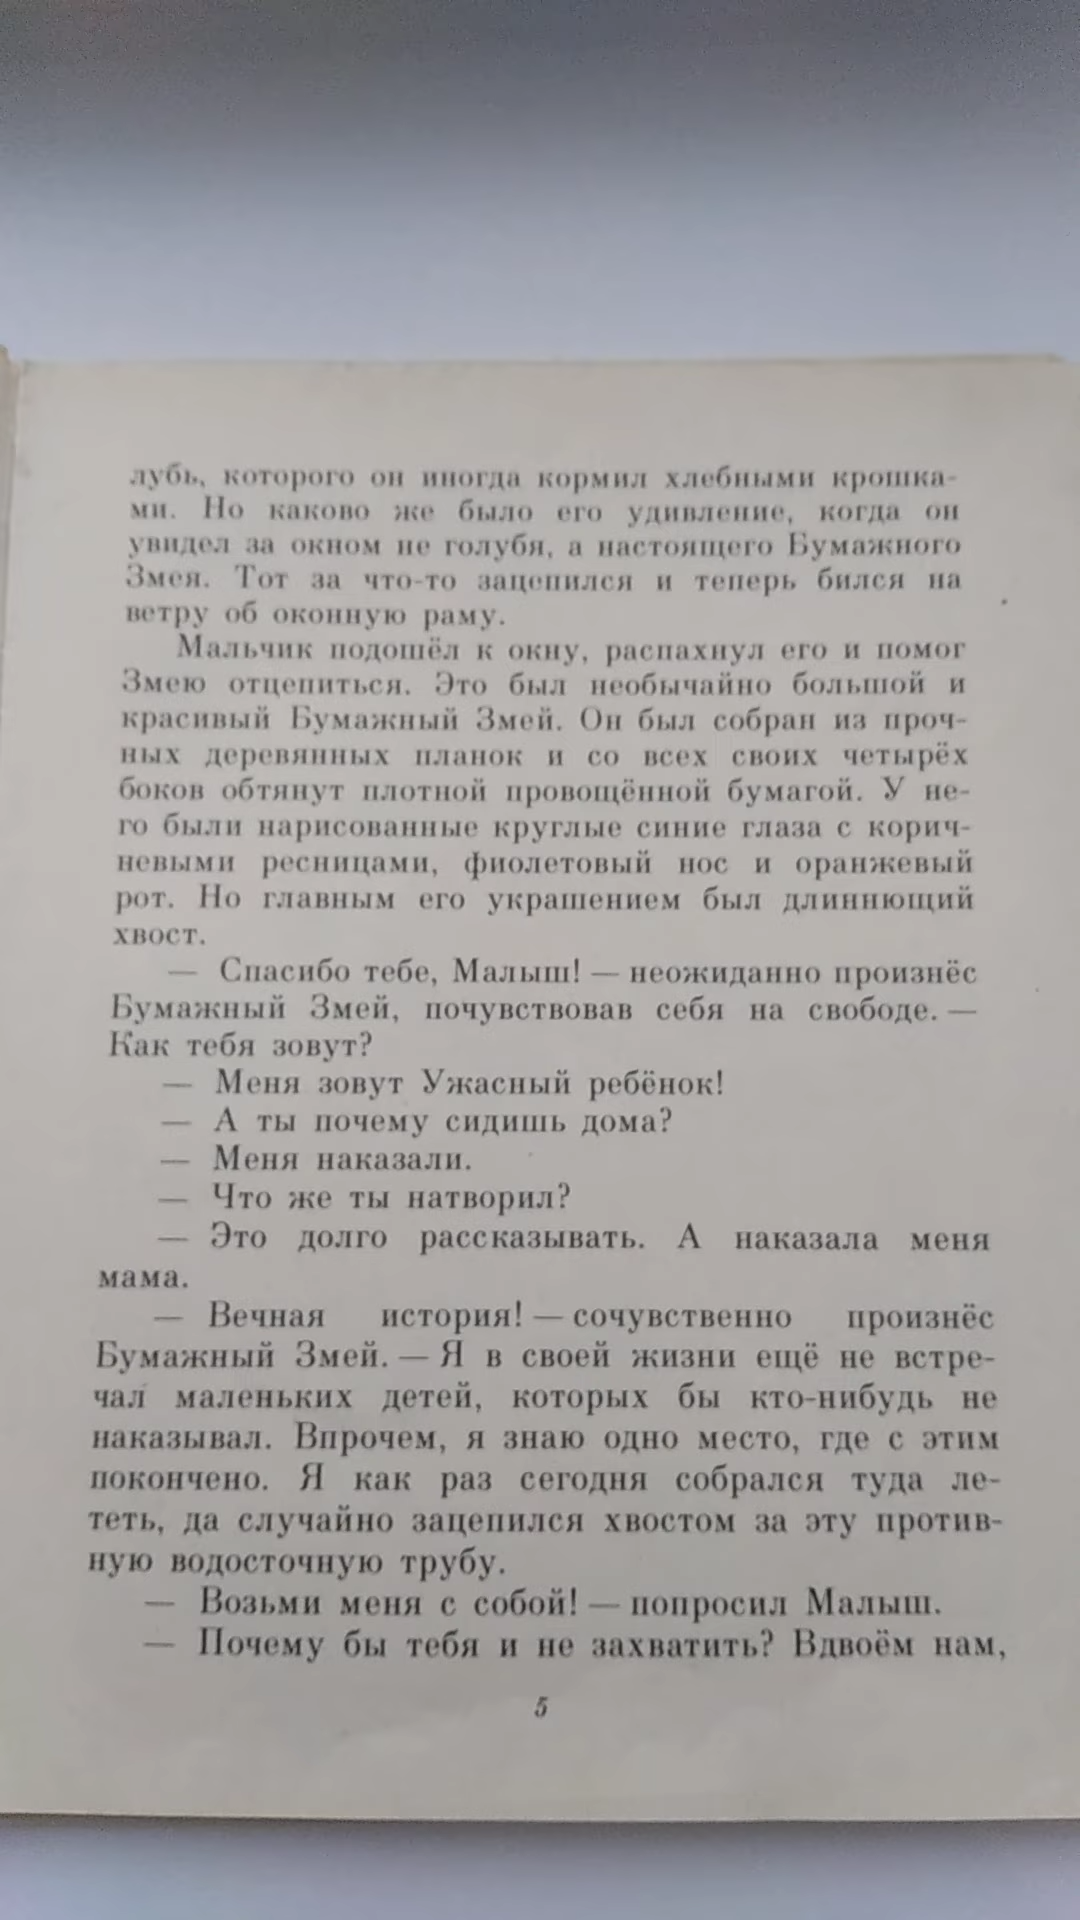 лубь, которого он иногда кормил хлебными крошка-
ми. Но каково же было его удивление, когда он
увидел за окном не голубя, а настоящего Бумажного
Змея. Тот за что-то зацепился и теперь бился на
ветру об оконную раму.
Мальчик подошёл к окну, распахнул его и помог
Змею отцепиться. Это был необычайно большой и
красивый Бумажный Змей. Он был собран из проч-
ных деревянных планок и со всех своих четырёх
боков обтянут плотной провощённой бумагой. У не-
го были нарисованные круглые синие глаза с корич-
невыми ресницами, фиолетовый нос и оранжевый
рот. Но главным его украшением был длиннющий
хвост.
— Спасибо тебе, Малыш! — неожиданно произнёс
Бумажный Змей, почувствовав себя на свободе. —
Как тебя зовут?
— Меня зовут Ужасный ребёнок!
— А ты почему сидишь дома?
— Меня наказали.
— Что же ты натворил?
— Это долго рассказывать. А наказала меня
мама.
— Вечная история! — сочувственно произнёс
Бумажный Змей. — Я в своей жизни ещё не встре-
чал маленьких детей, которых бы кто-нибудь не
наказывал. Впрочем, я знаю одно место, где с этим
покончено. Я как раз сегодня собрался туда ле-
теть, да случайно зацепился хвостом за эту против-
ную водосточную трубу.
— Возьми меня с собой! — попросил Малыш.
— Почему бы тебя и не захватить? Вдвоём нам,
5